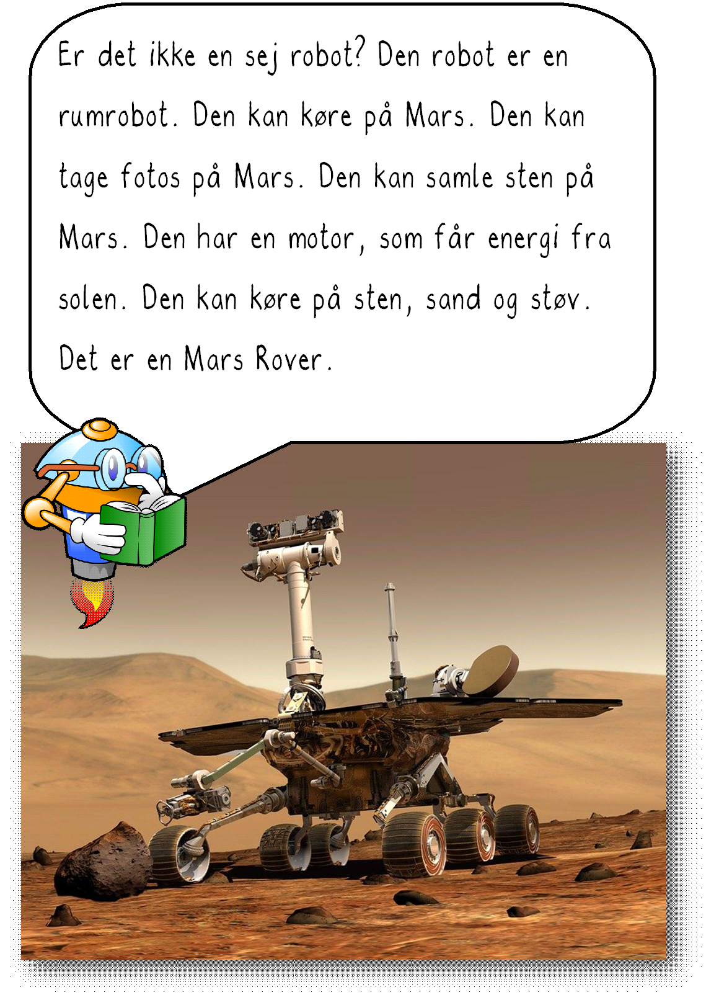 Er det ikke en sej robot? Den robot er en
rumrobot. Den kan køre på Mars. Den kan
tage fotos på Mars. Den kan samle sten på
Mars. Den har en motor, som får energi fra
solen. Den kan køre på sten, sand og støv.
Det er en Mars Rover.